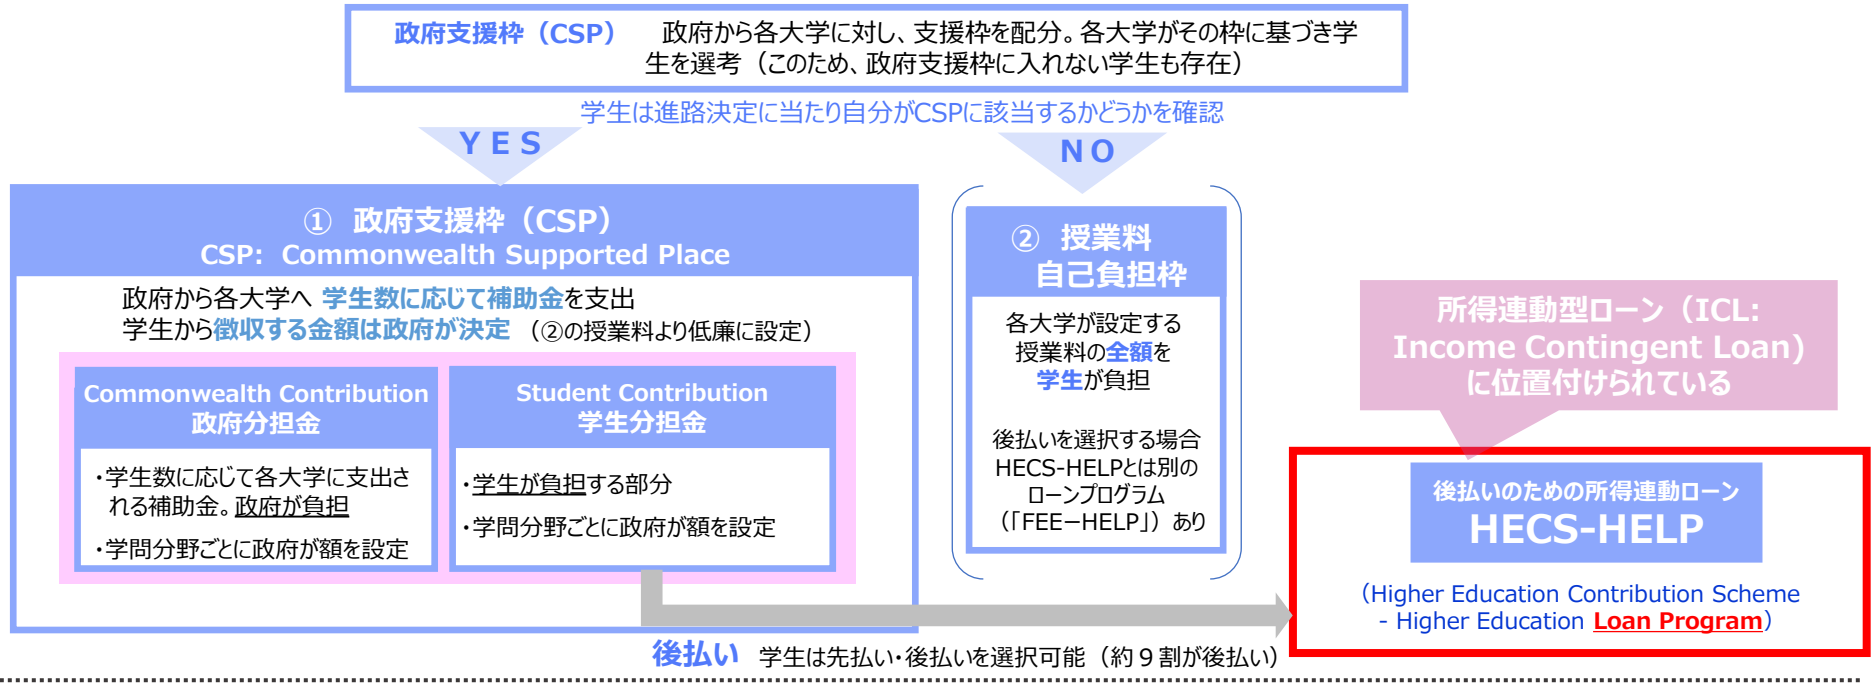 政府支援枠（CSP） 政府から各大学に対し、支援枠を配分。各大学がその枠に基づき学
生を選考（このため、政府支援枠に入れない学生も存在）
学生は進路決定に当たり自分がCSPに該当するかどうかを確認
ＹＥＳ
ＮＯ
① 政府支援枠（CSP）
CSP: Commonwealth Supported Place
政府から各大学へ 学生数に応じて補助金を支出
学生から徴収する金額は政府が決定 （②の授業料より低廉に設定）
Commonwealth Contribution
政府分担金
・学生数に応じて各大学に支出さ
れる補助金。政府が負担
・学問分野ごとに政府が額を設定
Student Contribution
学生分担金
・学生が負担する部分
・学問分野ごとに政府が額を設定
② 授業料
自己負担枠
各大学が設定する
授業料の全額を
学生が負担
後払いを選択する場合
HECS-HELPとは別の
ローンプログラム
（「FEE－HELP」）あり
所得連動型ローン（ICL:
Income Contingent Loan）
に位置付けられている
後払いのための所得連動ローン
HECS-HELP
（Higher Education Contribution Scheme
- Higher Education Loan Program）
後払い 学生は先払い・後払いを選択可能（約９割が後払い）